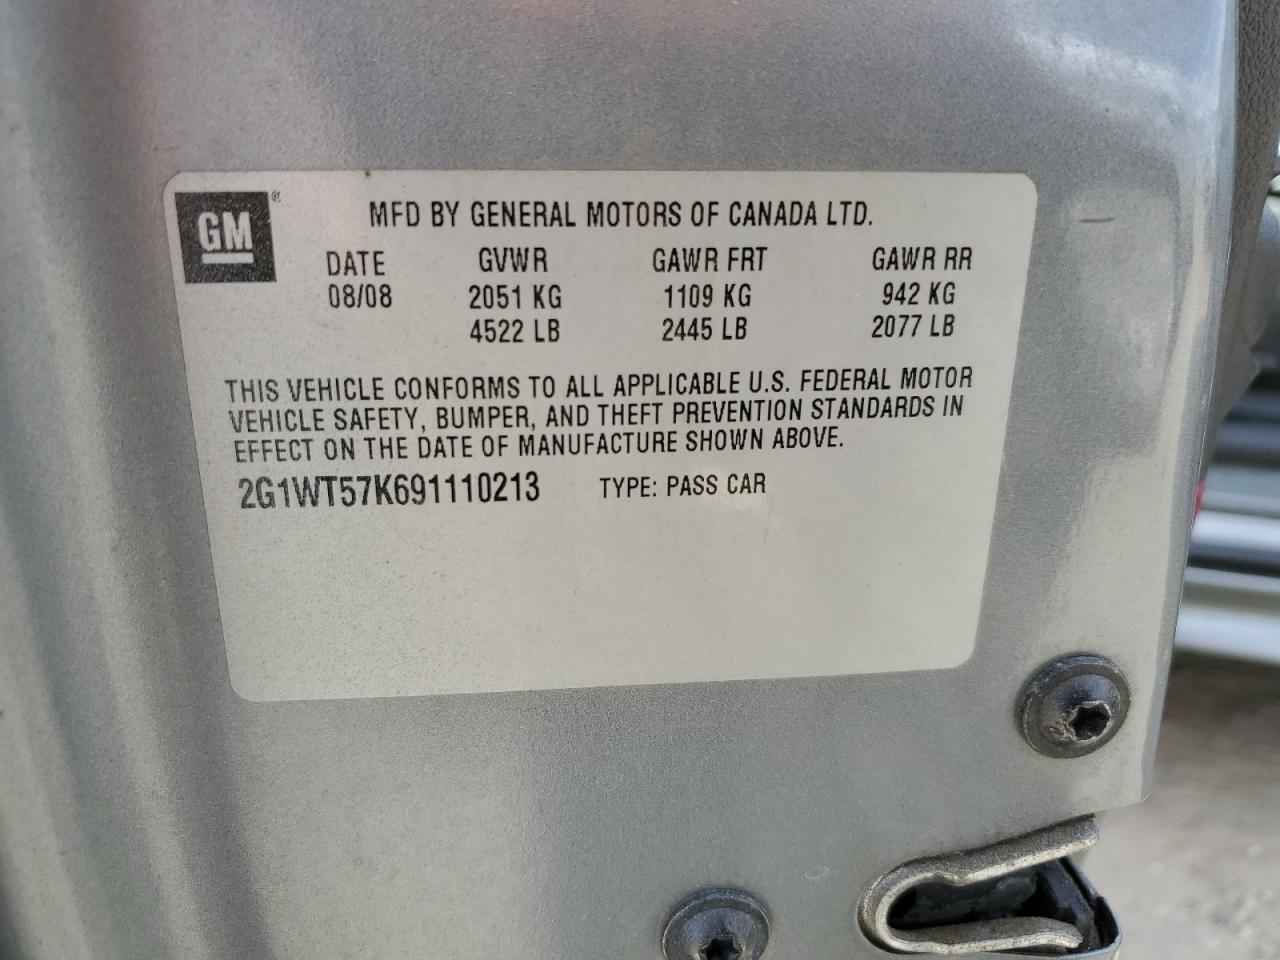 GM ®
MFD BY GENERAL MOTORS OF CANADA LTD.
DATE GVWR GAWR FRT GAWR RR
08/08 2051 KG 1109 KG 942 KG
4522 LB 2445 LB 2077 LB
THIS VEHICLE CONFORMS TO ALL APPLICABLE U.S. FEDERAL MOTOR
VEHICLE SAFETY, BUMPER, AND THEFT PREVENTION STANDARDS IN
EFFECT ON THE DATE OF MANUFACTURE SHOWN ABOVE.
2G1WT57K691110213 TYPE: PASS CAR